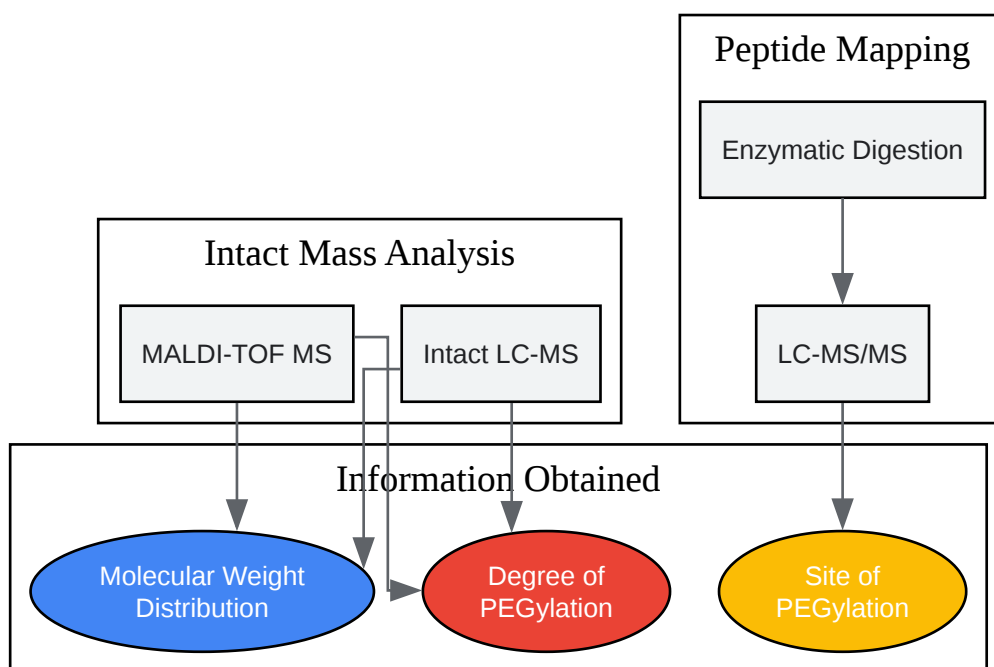 Peptide Mapping
Enzymatic Digestion
Intact Mass Analysis
MALDI-TOF MS
Intact LC-MS
LC-MS/MS
Information Obtained
Molecular Weight
Distribution
Degree of
PEGylation
Site of
PEGylation